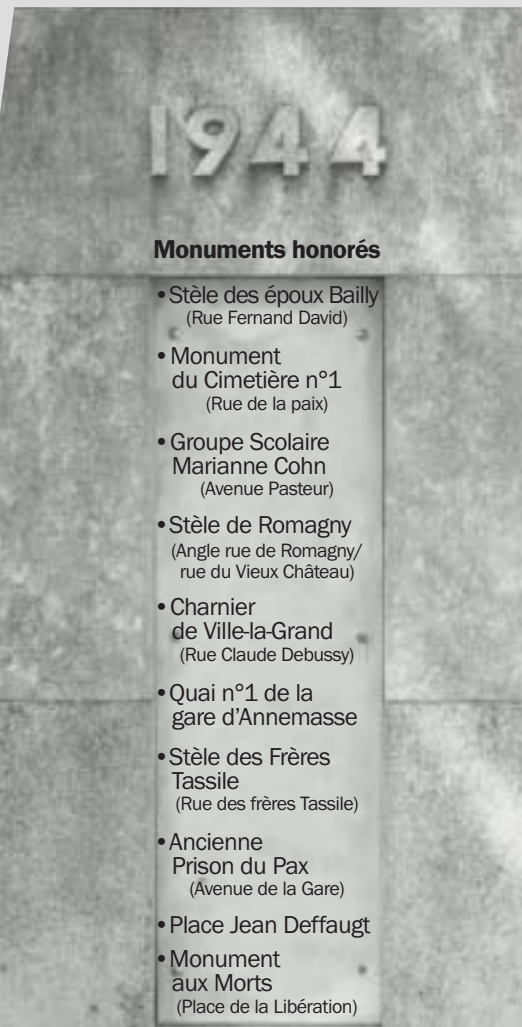 1944
Monuments honorés
•Stèle des époux Bailly
(Rue Fernand David)
•Monument
du Cimetière n°1
(Rue de la paix)
•Groupe Scolaire
Marianne Cohn
(Avenue Pasteur)
•Stèle de Romagny
(Angle rue de Romagny/
rue du Vieux Château)
•Charnier
de Ville-la-Grand
(Rue Claude Debussy)
•Quai n°1 de la
gare d'Annemasse
•Stèle des Frères
Tassile
(Rue des frères Tassile)
•Ancienne
Prison du Pax
(Avenue de la Gare)
•Place Jean Deffaugt
•Monument
aux Morts
(Place de la Libération)